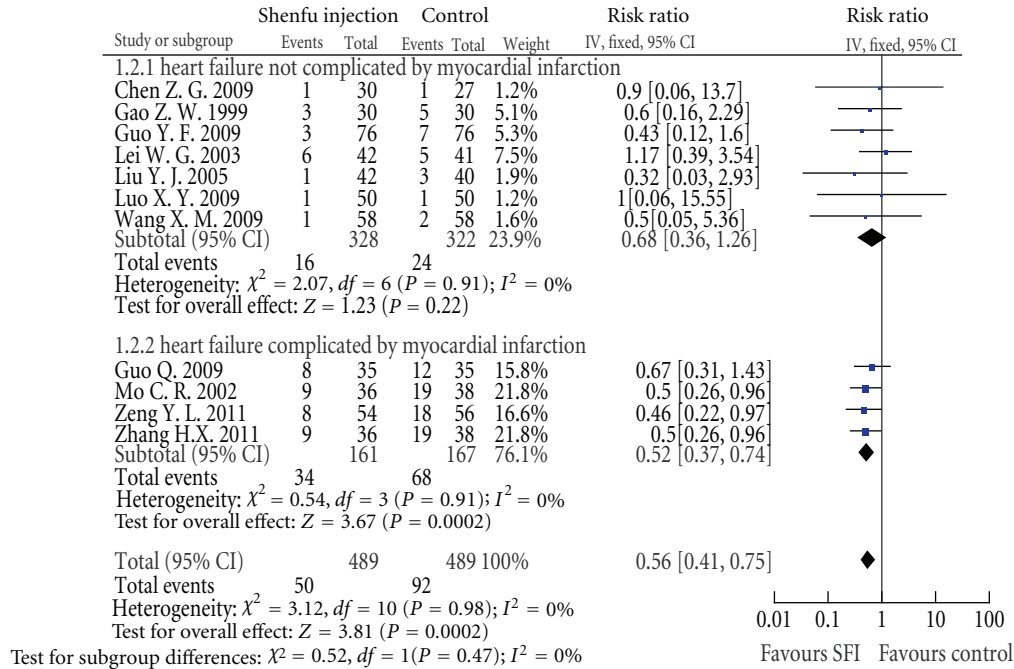 Shenfu injection Control Risk ratio Risk ratio
Study or subgroup Events Total Events Total Weight IV, fixed, 95% CI IV, fixed, 95% CI
1.2.1 heart failure not complicated by myocardial infarction
Chen Z. G. 2009 1 30 1 27 1.2% 0.9 [0.06, 13.7]
Gao Z. W. 1999 3 30 5 30 5.1% 0.6 [0.16, 2.29]
Guo Y. F. 2009 3 76 7 76 5.3% 0.43 [0.12, 1.6]
Lei W. G. 2003 6 42 5 41 7.5% 1.17 [0.39, 3.54]
Liu Y. J. 2005 1 42 3 40 1.9% 0.32 [0.03, 2.93]
Luo X. Y. 2009 1 50 1 50 1.2% 1[0.06, 15.55]
Wang X. M. 2009 1 58 2 58 1.6% 0.5[0.05, 5.36]
Subtotal (95% CI) 328 322 23.9% 0.68 [0.36, 1.26]
Total events 16 24
Heterogeneity: χ² = 2.07, df = 6 (P = 0.91); I² = 0%
Test for overall effect: Z = 1.23 (P = 0.22)
1.2.2 heart failure complicated by myocardial infarction
Guo Q. 2009 8 35 12 35 15.8% 0.67 [0.31, 1.43]
Mo C. R. 2002 9 36 19 38 21.8% 0.5 [0.26, 0.96]
Zeng Y. L. 2011 8 54 18 56 16.6% 0.46 [0.22, 0.97]
Zhang H.X. 2011 9 36 19 38 21.8% 0.5 [0.26, 0.96]
Subtotal (95% CI) 161 167 76.1% 0.52 [0.37, 0.74]
Total events 34 68
Heterogeneity: χ² = 0.54, df = 3 (P = 0.91); I² = 0%
Test for overall effect: Z = 3.67 (P = 0.0002)
Total (95% CI) 489 489 100% 0.56 [0.41, 0.75]
Total events 50 92
Heterogeneity: χ² = 3.12, df = 10 (P = 0.98); I² = 0%
Test for overall effect: Z = 3.81 (P = 0.0002)
Test for subgroup differences: χ² = 0.52, df = 1(P = 0.47); I² = 0%
0.01 0.1 1 10 100
Favours SFI Favours control